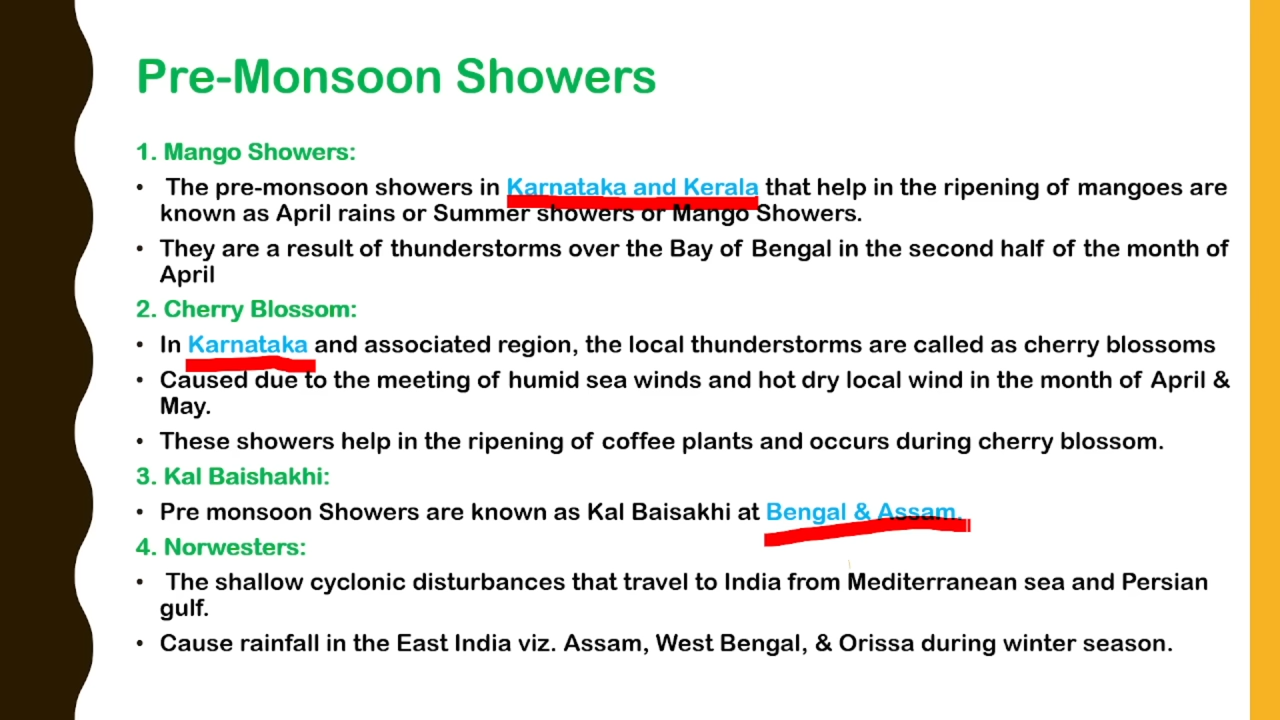 Pre-Monsoon Showers
1. Mango Showers:
• The pre-monsoon showers in Karnataka and Kerala that help in the ripening of mangoes are
known as April rains or Summer showers or Mango Showers.
• They are a result of thunderstorms over the Bay of Bengal in the second half of the month of
April
2. Cherry Blossom:
• In Karnataka and associated region, the local thunderstorms are called as cherry blossoms
• Caused due to the meeting of humid sea winds and hot dry local wind in the month of April &
May.
• These showers help in the ripening of coffee plants and occurs during cherry blossom.
3. Kal Baishakhi:
• Pre monsoon Showers are known as Kal Baisakhi at Bengal & Assam.
4. Norwesters:
• The shallow cyclonic disturbances that travel to India from Mediterranean sea and Persian
gulf.
• Cause rainfall in the East India viz. Assam, West Bengal, & Orissa during winter season.